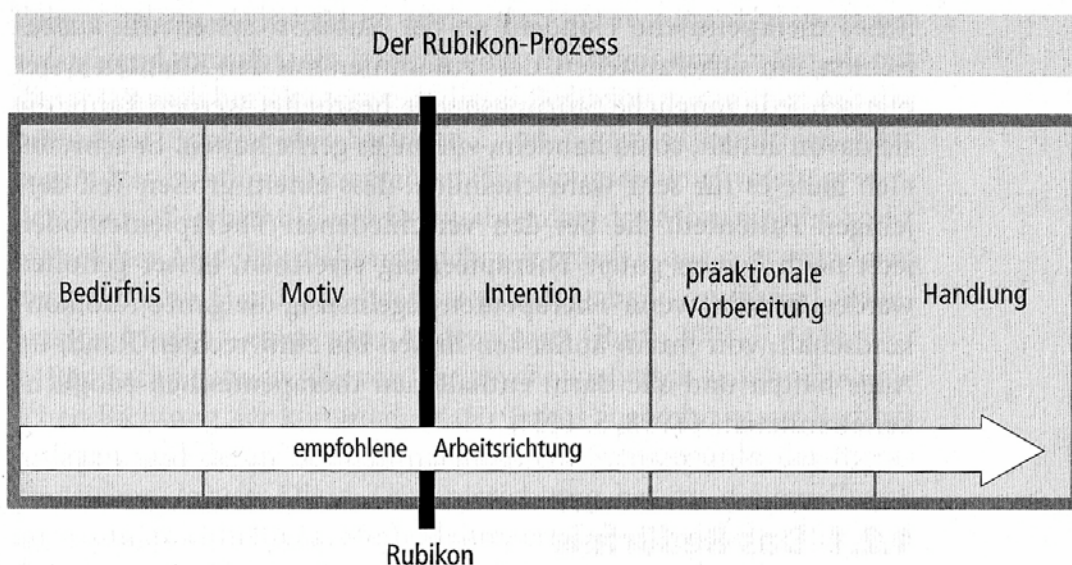 Der Rubikon-Prozess
Bedürfnis
Motiv
Intention
präaktionale
Vorbereitung
Handlung
empfohlene Arbeitsrichtung
Rubikon